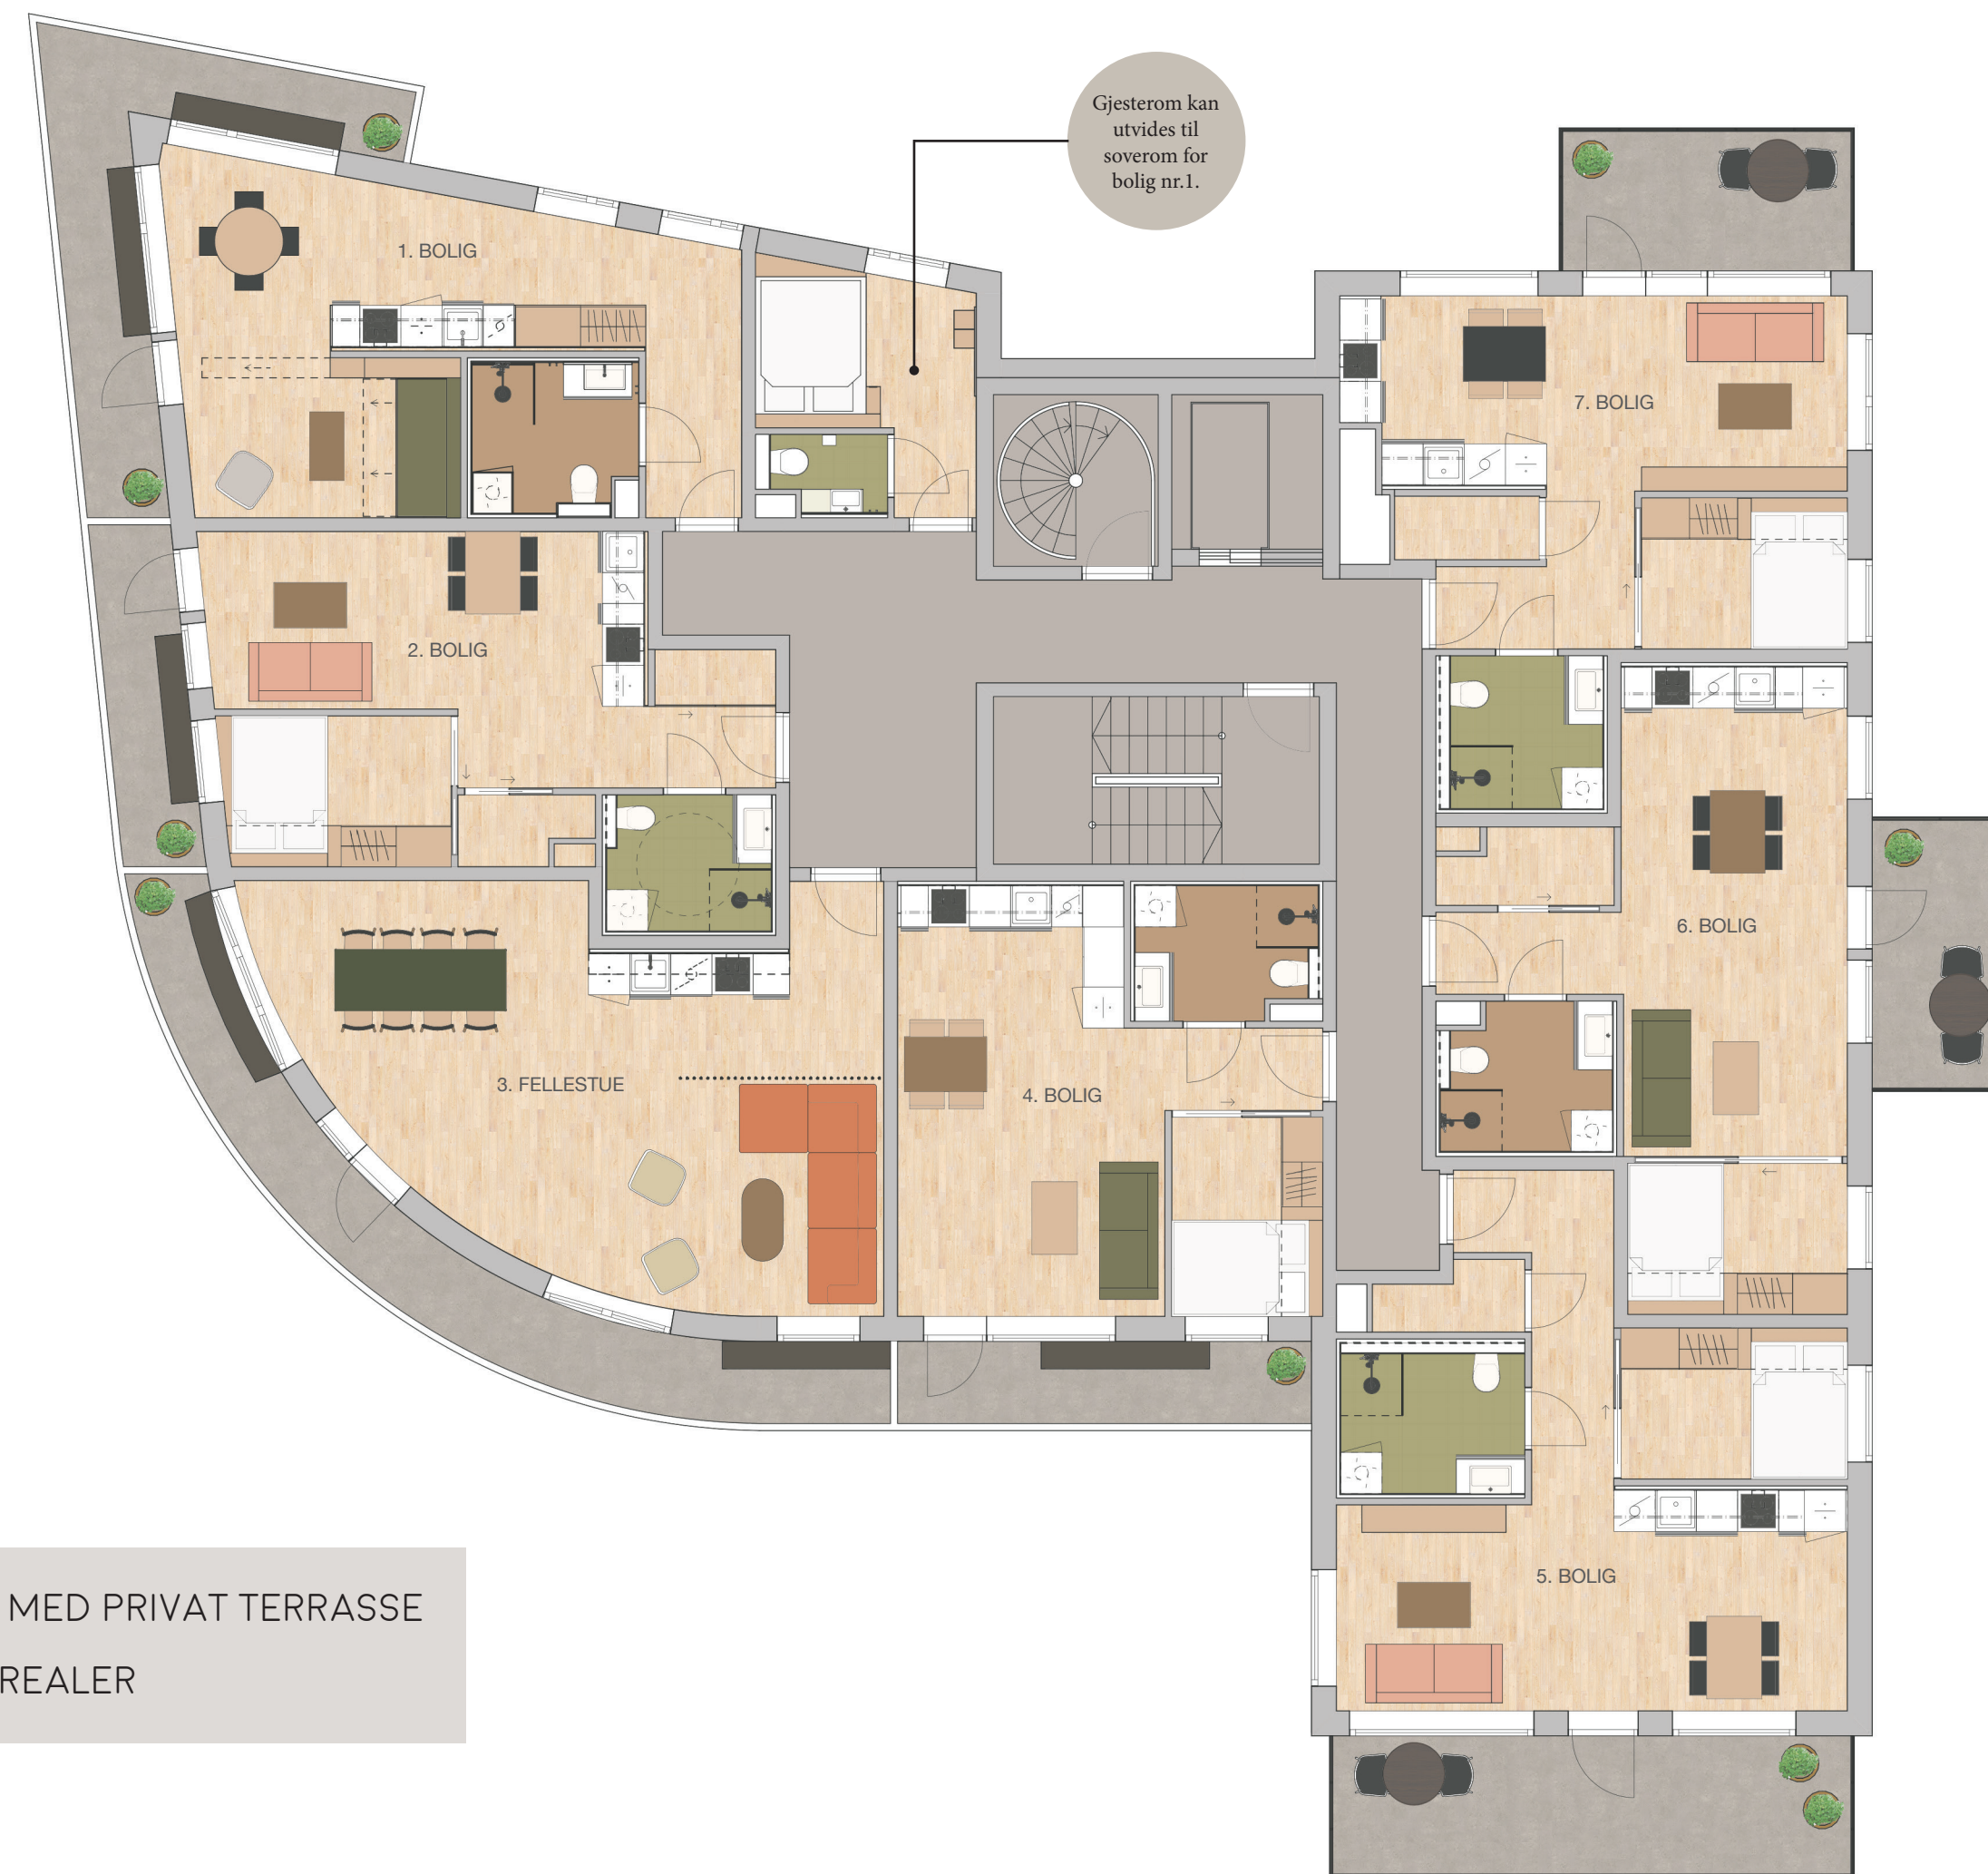 Gjesterom kan
utvides til
soverom for
bolig nr.1.
1. BOLIG
7. BOLIG
2. BOLIG
6. BOLIG
3. FELLESTUE
4. BOLIG
5. BOLIG
MED PRIVAT TERRASSE
REALER